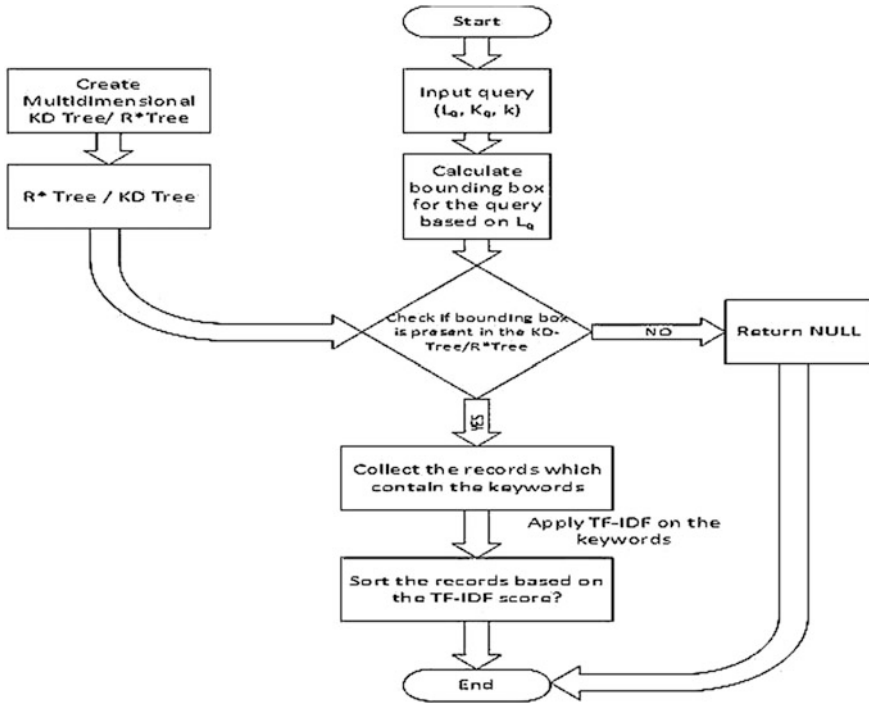 Start
Create
Multidimensional
KD Tree/ R*Tree
Input query
(Lq, Kq, k)
R* Tree / KD Tree
Calculate
bounding box
for the query
based on Lq
Check if bounding box
is present in the KD-
Tree/R*Tree
NO
Return NULL
YES
Collect the records which
contain the keywords
Apply TF-IDF on the
keywords
Sort the records based on
the TF-IDF score?
End